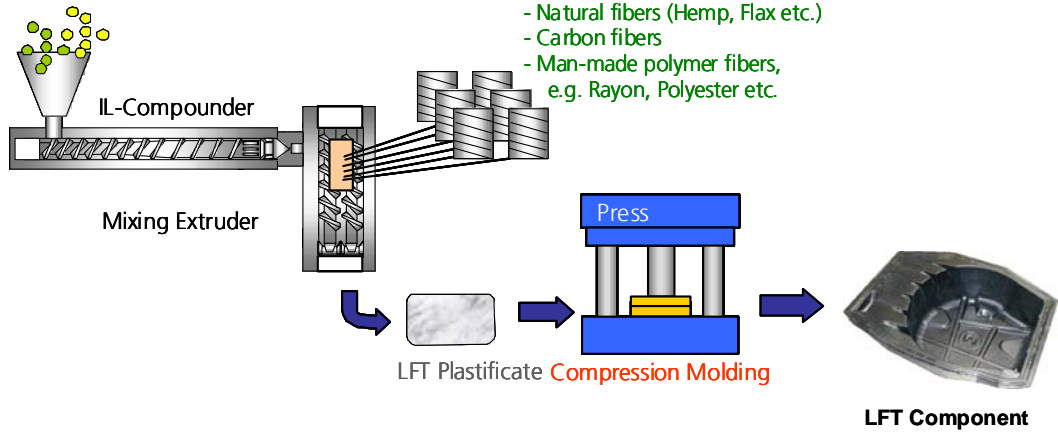 - Natural fibers (Hemp, Flax etc.)
- Carbon fibers
- Man-made polymer fibers,
e.g. Rayon, Polyester etc.
IL-Compounder
Mixing Extruder
Press
LFT Plastificate
Compression Molding
LFT Component